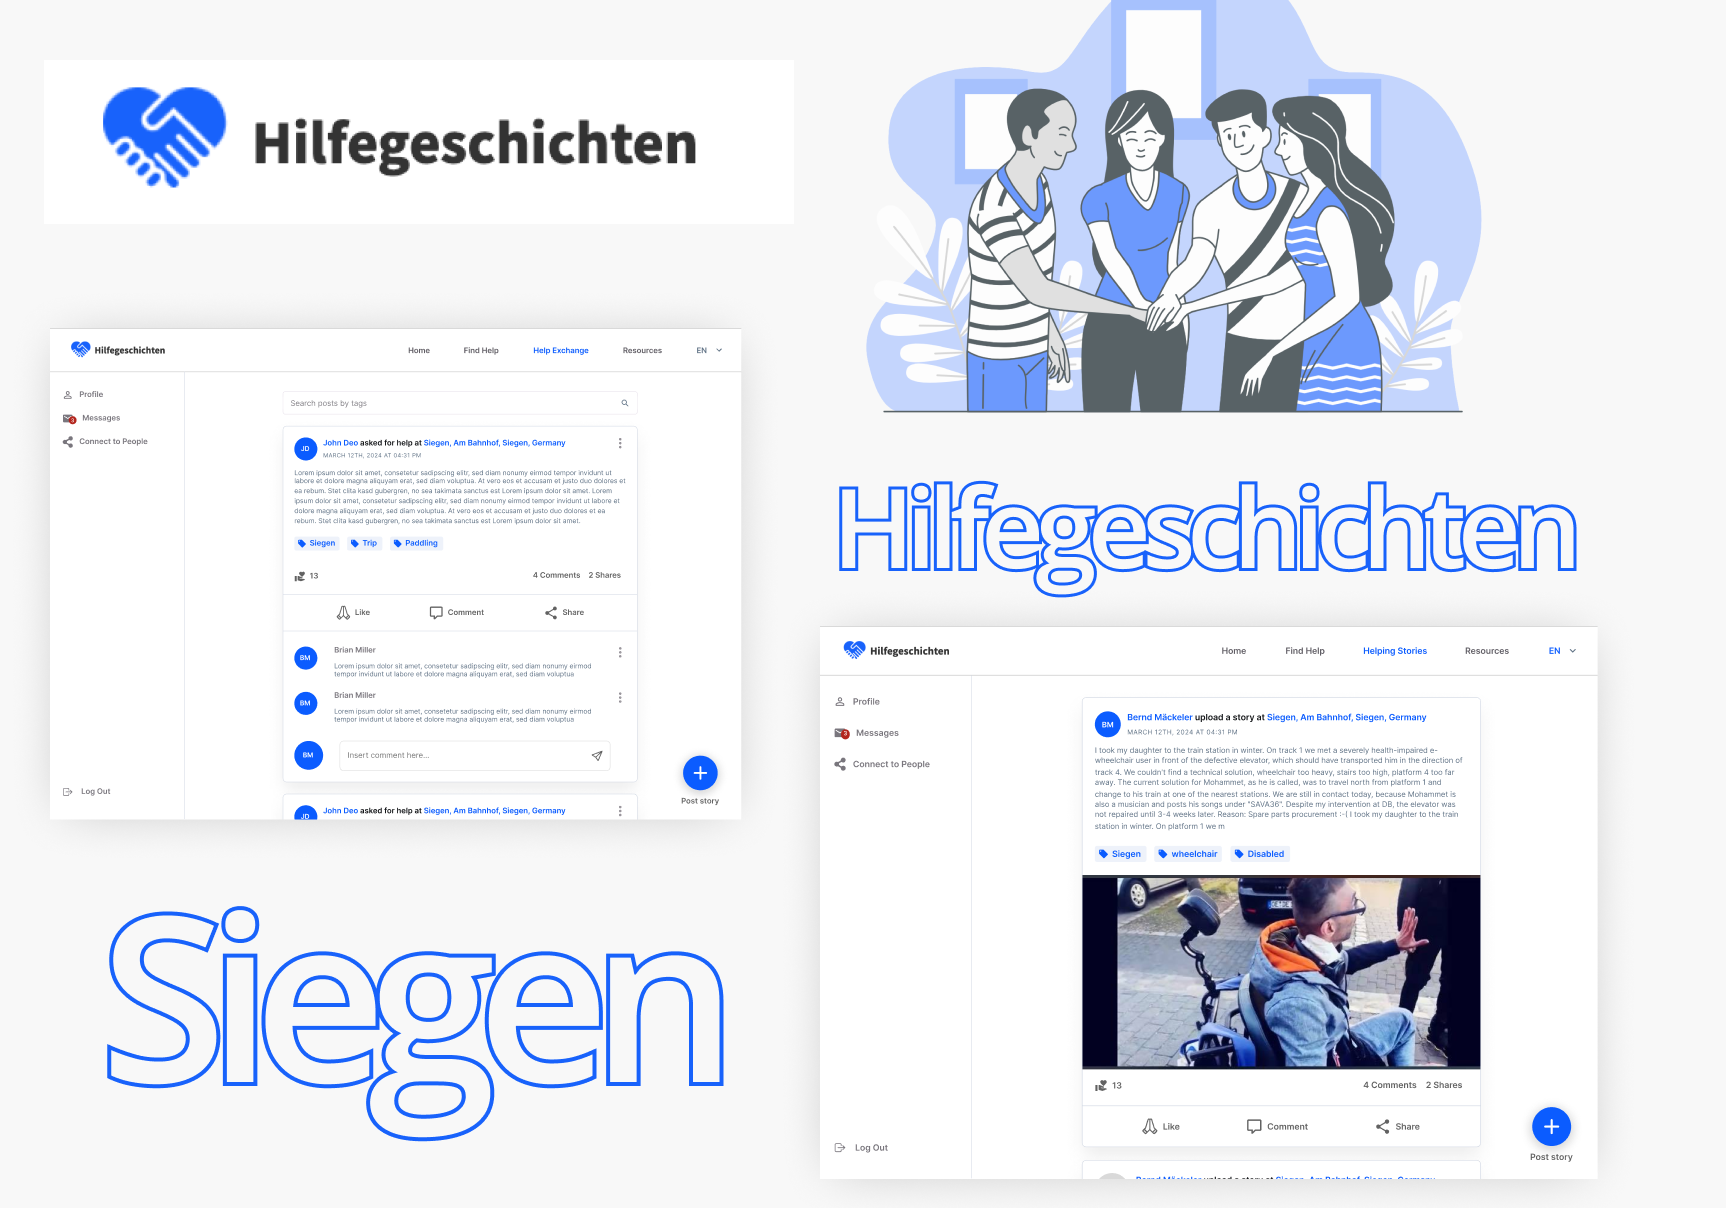 Hilfegeschichten
Hilfegeschichten
Home
Find Help
Help Exchange
Resources
EN
Profile
3
Messages
Connect to People
Search posts by tags
JD
John Deo asked for help at Siegen, Am Bahnhof, Siegen, Germany
MARCH 12TH, 2024 AT 04:31 PM
Lorem ipsum dolor sit amet, consetetur sadipscing elitr, sed diam nonumy eirmod tempor invidunt ut
labore et dolore magna aliquyam erat, sed diam voluptua. At vero eos et accusam et justo duo dolores et
ea rebum. Stet clita kasd gubergren, no sea takimata sanctus est Lorem ipsum dolor sit amet. Lorem
ipsum dolor sit amet, consetetur sadipscing elitr, sed diam nonumy eirmod tempor invidunt ut labore et
dolore magna aliquyam erat, sed diam voluptua. At vero eos et accusam et justo duo dolores et ea
rebum. Stet clita kasd gubergren, no sea takimata sanctus est Lorem ipsum dolor sit amet.
Siegen
Trip
Paddling
13
4 Comments
2 Shares
Like
Comment
Share
BM
Brian Miller
Lorem ipsum dolor sit amet, consetetur sadipscing elitr, sed diam nonumy eirmod
tempor invidunt ut labore et dolore magna aliquyam erat, sed diam voluptua
BM
Brian Miller
Lorem ipsum dolor sit amet, consetetur sadipscing elitr, sed diam nonumy eirmod
tempor invidunt ut labore et dolore magna aliquyam erat, sed diam voluptua
BM
Insert comment here...
Post story
Log Out
JD
John Deo asked for help at Siegen, Am Bahnhof, Siegen, Germany
Siegen
Hilfegeschichten
Hilfegeschichten
Home
Find Help
Helping Stories
Resources
EN
Profile
3
Messages
Connect to People
BM
Bernd Mäckeler upload a story at Siegen, Am Bahnhof, Siegen, Germany
MARCH 12TH, 2024 AT 04:31 PM
I took my daughter to the train station in winter. On track 1 we met a severely health-impaired e-
wheelchair user in front of the defective elevator, which should have transported him in the direction of
track 4. We couldn't find a technical solution, wheelchair too heavy, stairs too high, platform 4 too far
away. The current solution for Mohammet, as he is called, was to travel north from platform 1 and
change to his train at one of the nearest stations. We are still in contact today, because Mohammet is
also a musician and posts his songs under "SAVA36". Despite my intervention at DB, the elevator was
not repaired until 3-4 weeks later. Reason: Spare parts procurement :-( I took my daughter to the train
station in winter. On platform 1 we m
Siegen
wheelchair
Disabled
13
4 Comments
2 Shares
Like
Comment
Share
Post story
Log Out
Bernd Mäckeler upload a story at Siegen, Am Bahnhof, Siegen, Germany